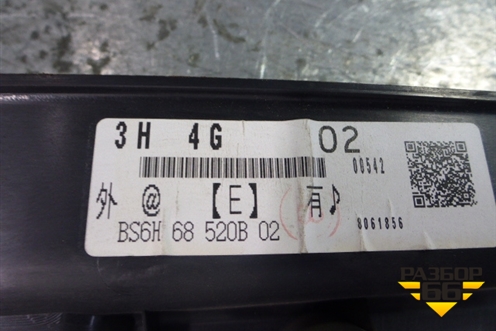 3H 4G 02
00542
外 @ 【E】 有♪
BS6H 68 520B 02
8061856
РАЗБОР
66